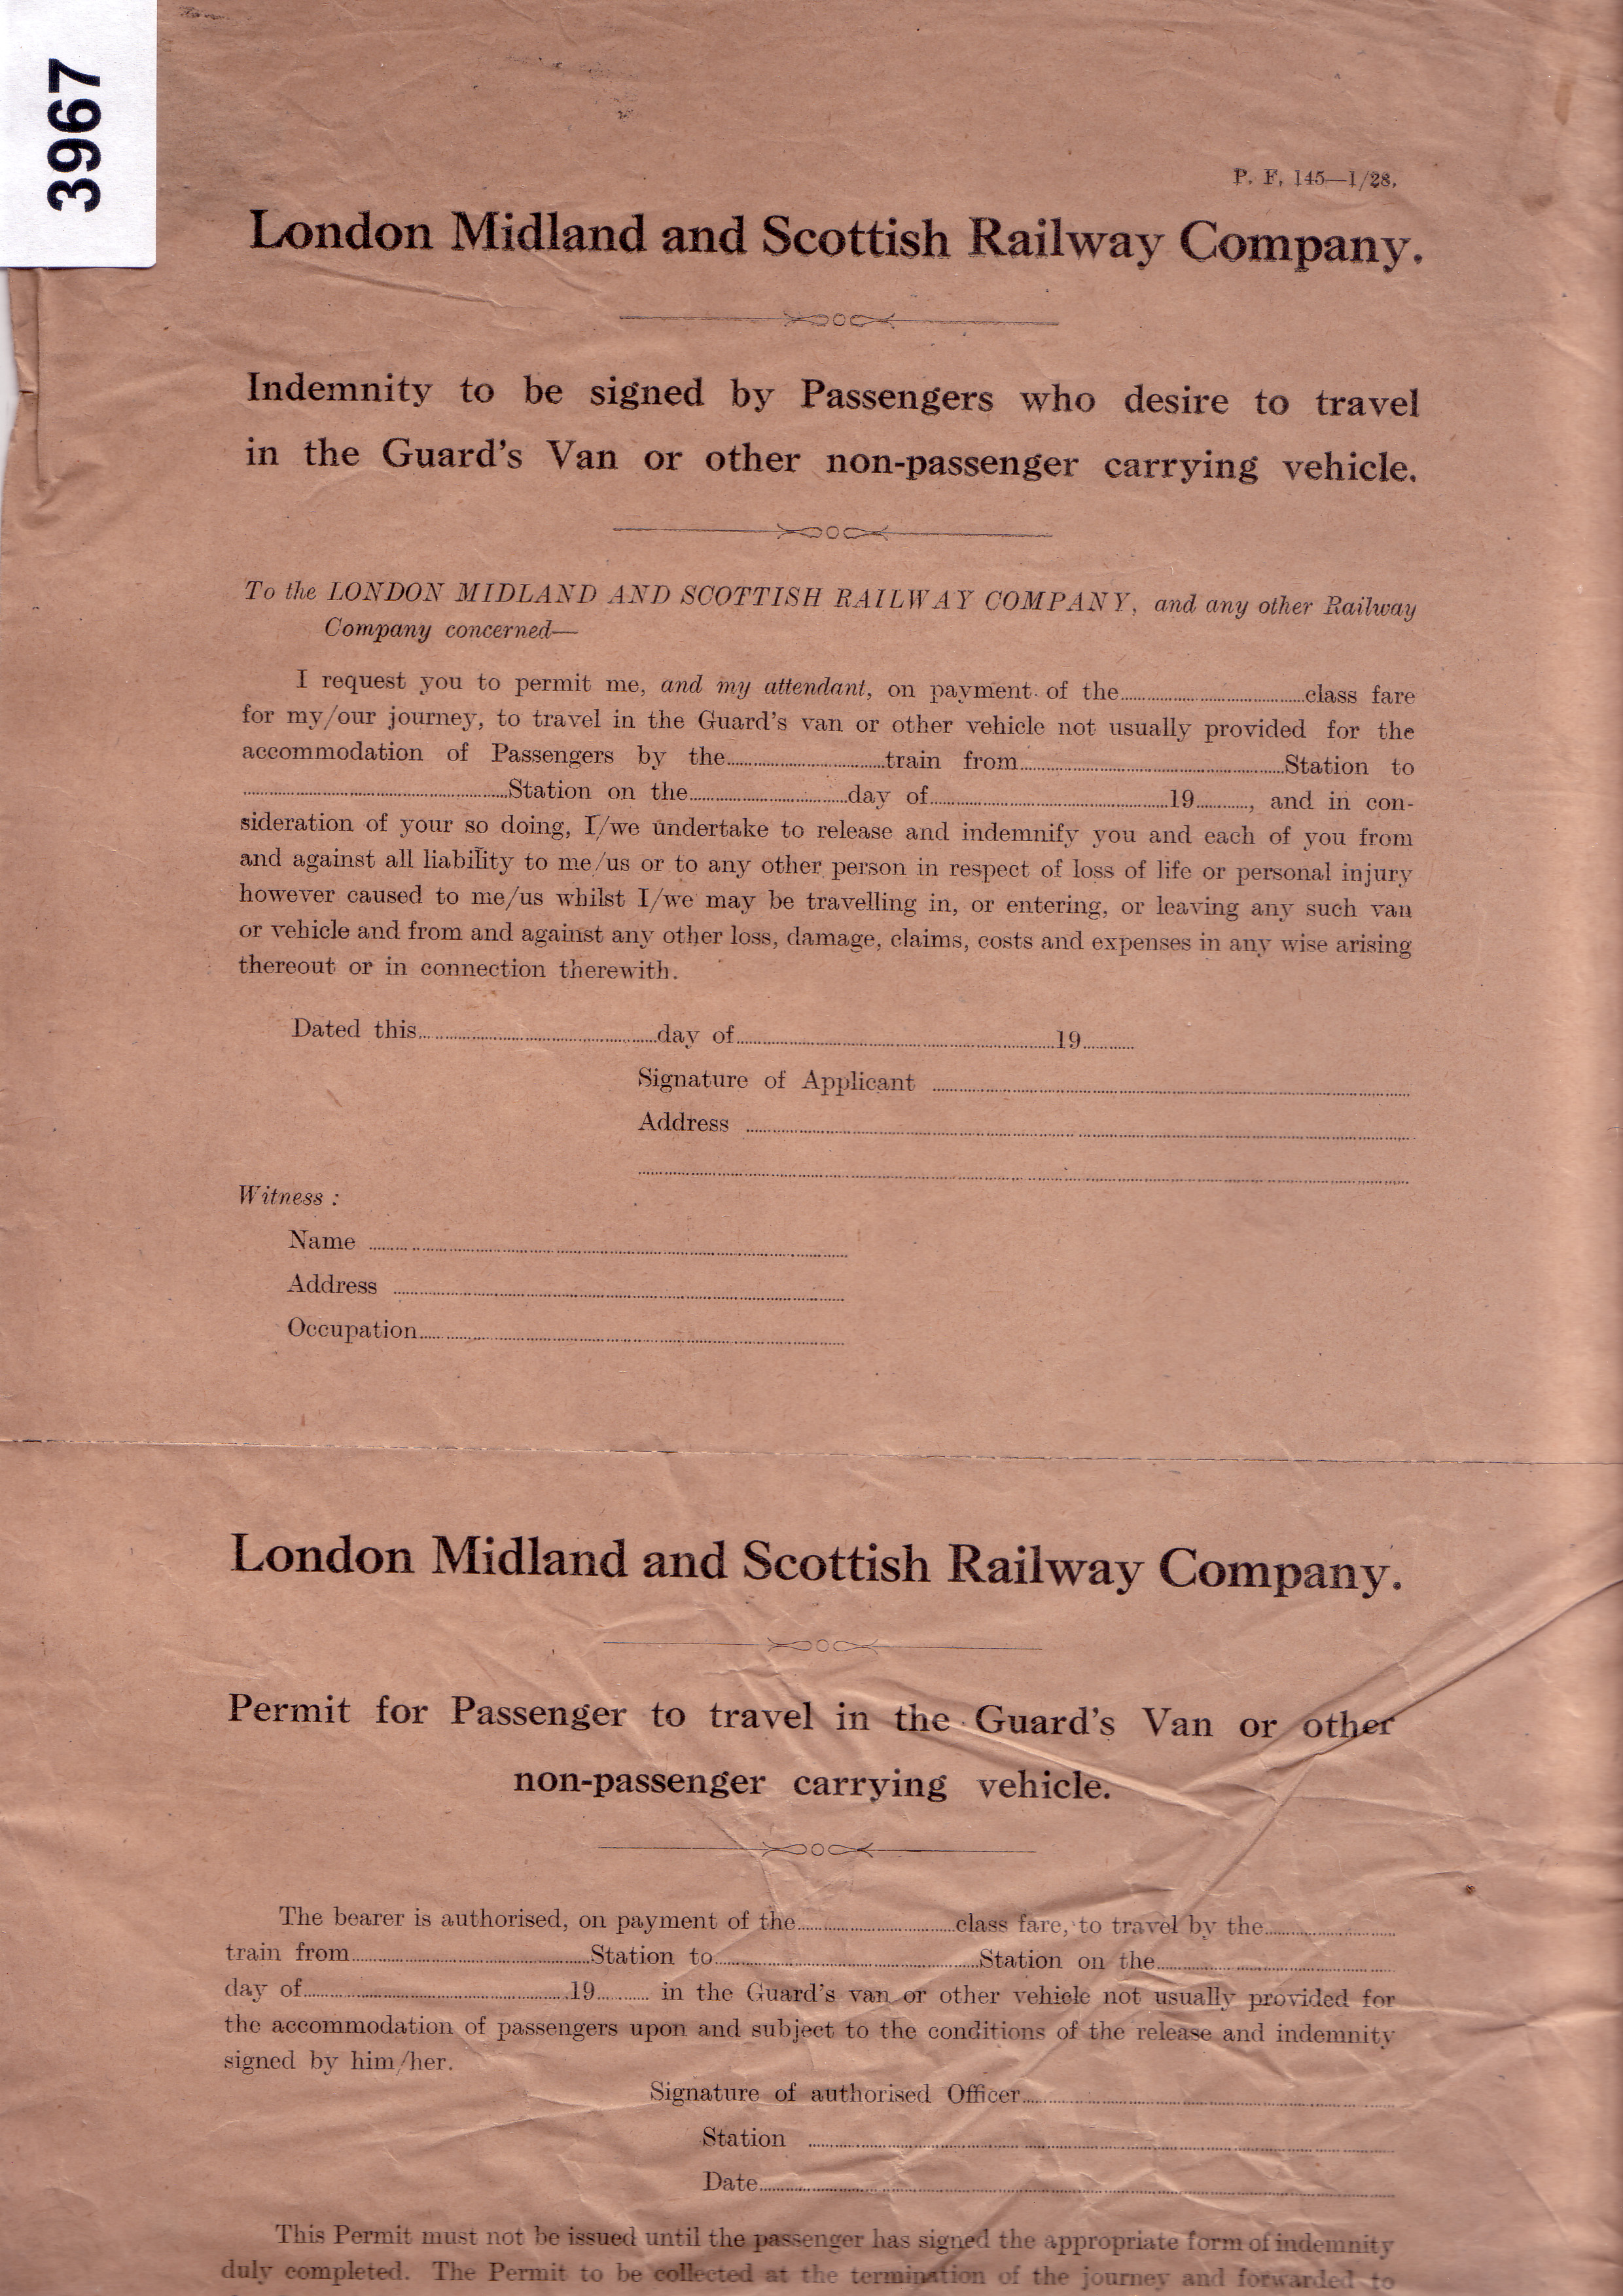 3967
P. F. 145—1/28.
London Midland and Scottish Railway Company.
Indemnity to be signed by Passengers who desire to travel
in the Guard's Van or other non-passenger carrying vehicle.
To the LONDON MIDLAND AND SCOTTISH RAILWAY COMPANY, and any other Railway
Company concerned—
I request you to permit me, and my attendant, on payment of the..............................class fare
for my/our journey, to travel in the Guard's van or other vehicle not usually provided for the
accommodation of Passengers by the..............................train from..............................Station to
..............................Station on the..............................day of..............................19.........., and in con-
sideration of your so doing, I/we undertake to release and indemnify you and each of you from
and against all liability to me/us or to any other person in respect of loss of life or personal injury
however caused to me/us whilst I/we may be travelling in, or entering, or leaving any such van
or vehicle and from and against any other loss, damage, claims, costs and expenses in any wise arising
thereout or in connection therewith.
Dated this..............................day of..............................19..........
Signature of Applicant ..............................
Address ..............................
..............................
Witness :
Name ..............................
Address ..............................
Occupation..............................
London Midland and Scottish Railway Company.
Permit for Passenger to travel in the Guard's Van or other
non-passenger carrying vehicle.
The bearer is authorised, on payment of the..............................class fare, to travel by the....................
train from..............................Station to..............................Station on the..............................
day of..............................19.......... in the Guard's van or other vehicle not usually provided for
the accommodation of passengers upon and subject to the conditions of the release and indemnity
signed by him/her.
Signature of authorised Officer..............................
Station ..............................
Date..............................
This Permit must not be issued until the passenger has signed the appropriate form of indemnity
duly completed. The Permit to be collected at the termination of the journey and forwarded to